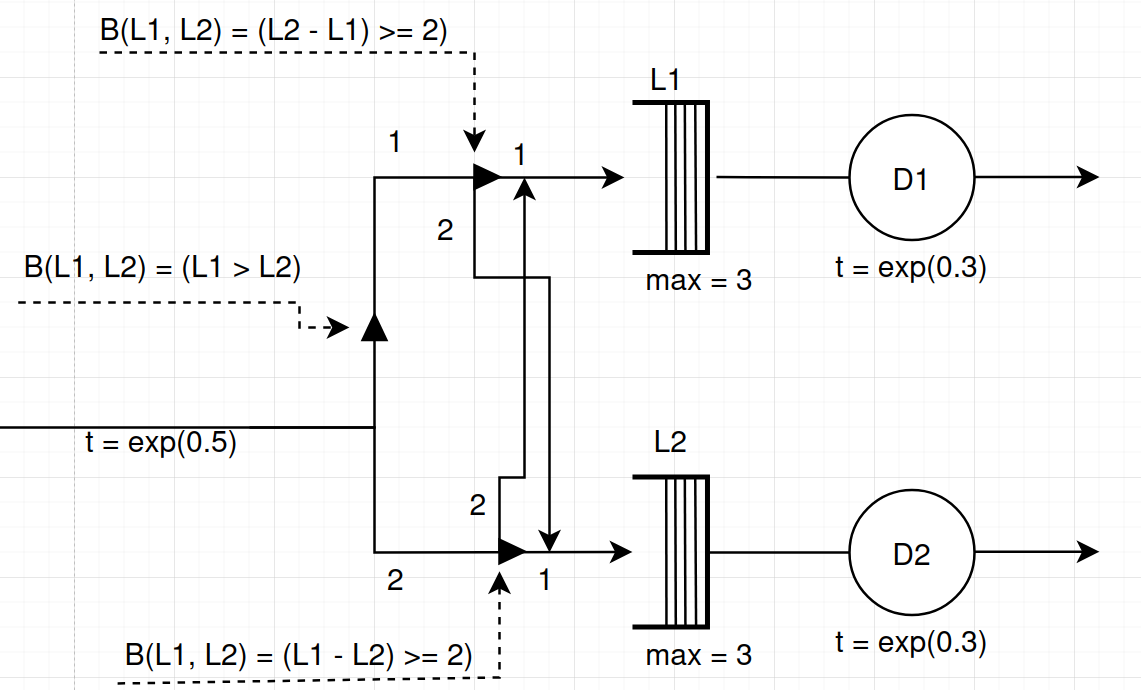 B(L1, L2) = (L2 - L1) >= 2)
L1
1
1
D1
2
B(L1, L2) = (L1 > L2)
max = 3
t = exp(0.3)
t = exp(0.5)
L2
2
D2
2
1
B(L1, L2) = (L1 - L2) >= 2)
max = 3
t = exp(0.3)